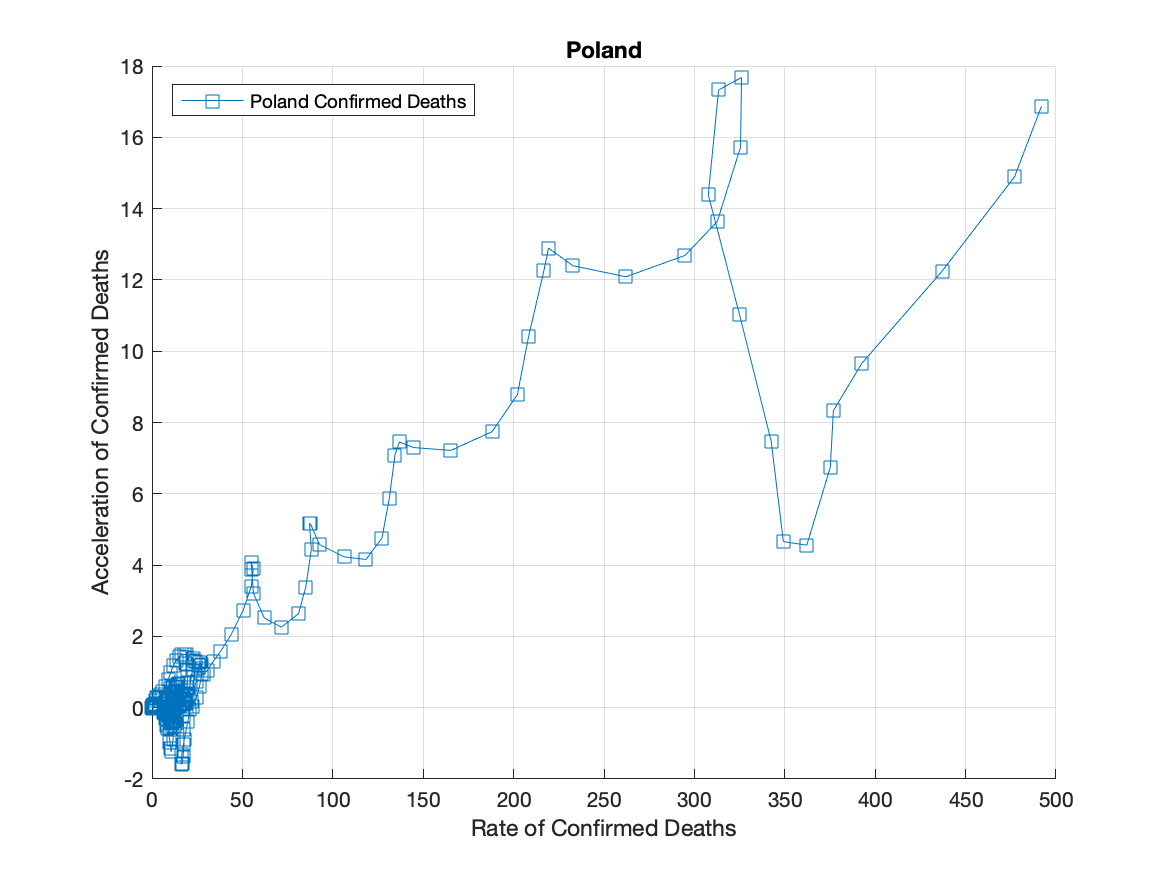 Poland
Poland Confirmed Deaths
18
16
14
12
10
8
6
4
2
0
-2
Acceleration of Confirmed Deaths
0 50 100 150 200 250 300 350 400 450 500
Rate of Confirmed Deaths